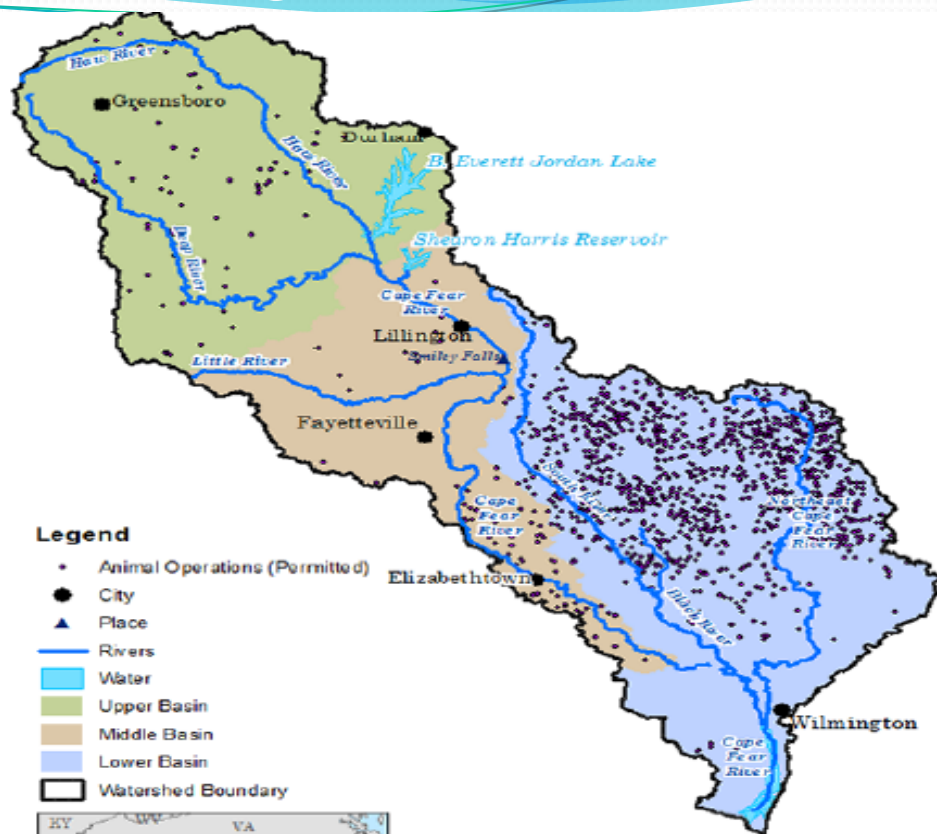 Haw River
Greensboro
Durham
Haw River
B. Everett Jordan Lake
Deep River
Shearon Harris Reservoir
Cape Fear
River
Lillington
Smiley Falls
Little River
Fayetteville
South River
Northeast
Cape
Fear
River
Cape
Fear
River
Elizabethtown
Black River
Wilmington
Cape
Fear
River
Legend
Animal Operations (Permitted)
City
Place
Rivers
Water
Upper Basin
Middle Basin
Lower Basin
Watershed Boundary
KY
WV
VA